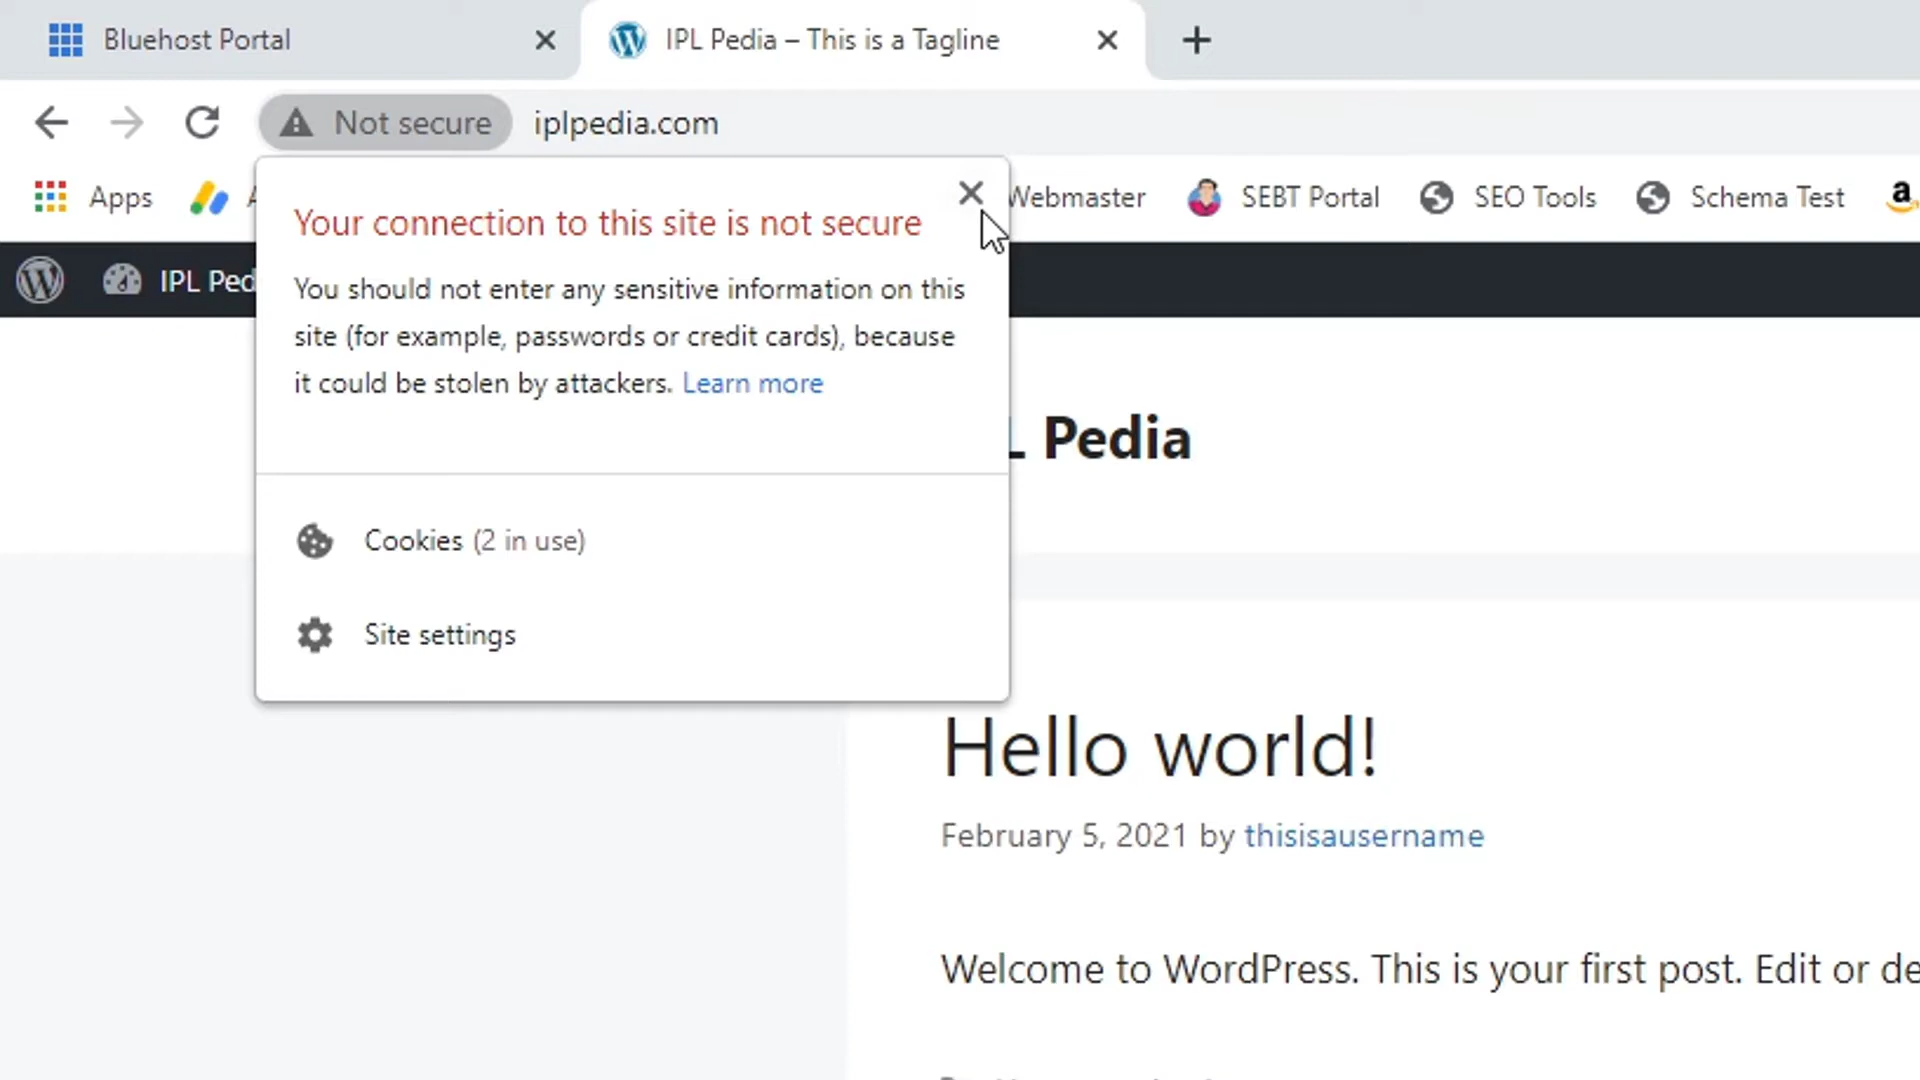 Bluehost Portal
IPL Pedia – This is a Tagline
Not secure
iplpedia.com
Apps
Webmaster
SEBT Portal
SEO Tools
Schema Test
IPL Ped
Your connection to this site is not secure
You should not enter any sensitive information on this
site (for example, passwords or credit cards), because
it could be stolen by attackers. Learn more
L Pedia
Cookies (2 in use)
Site settings
Hello world!
February 5, 2021 by thisisausername
Welcome to WordPress. This is your first post. Edit or de